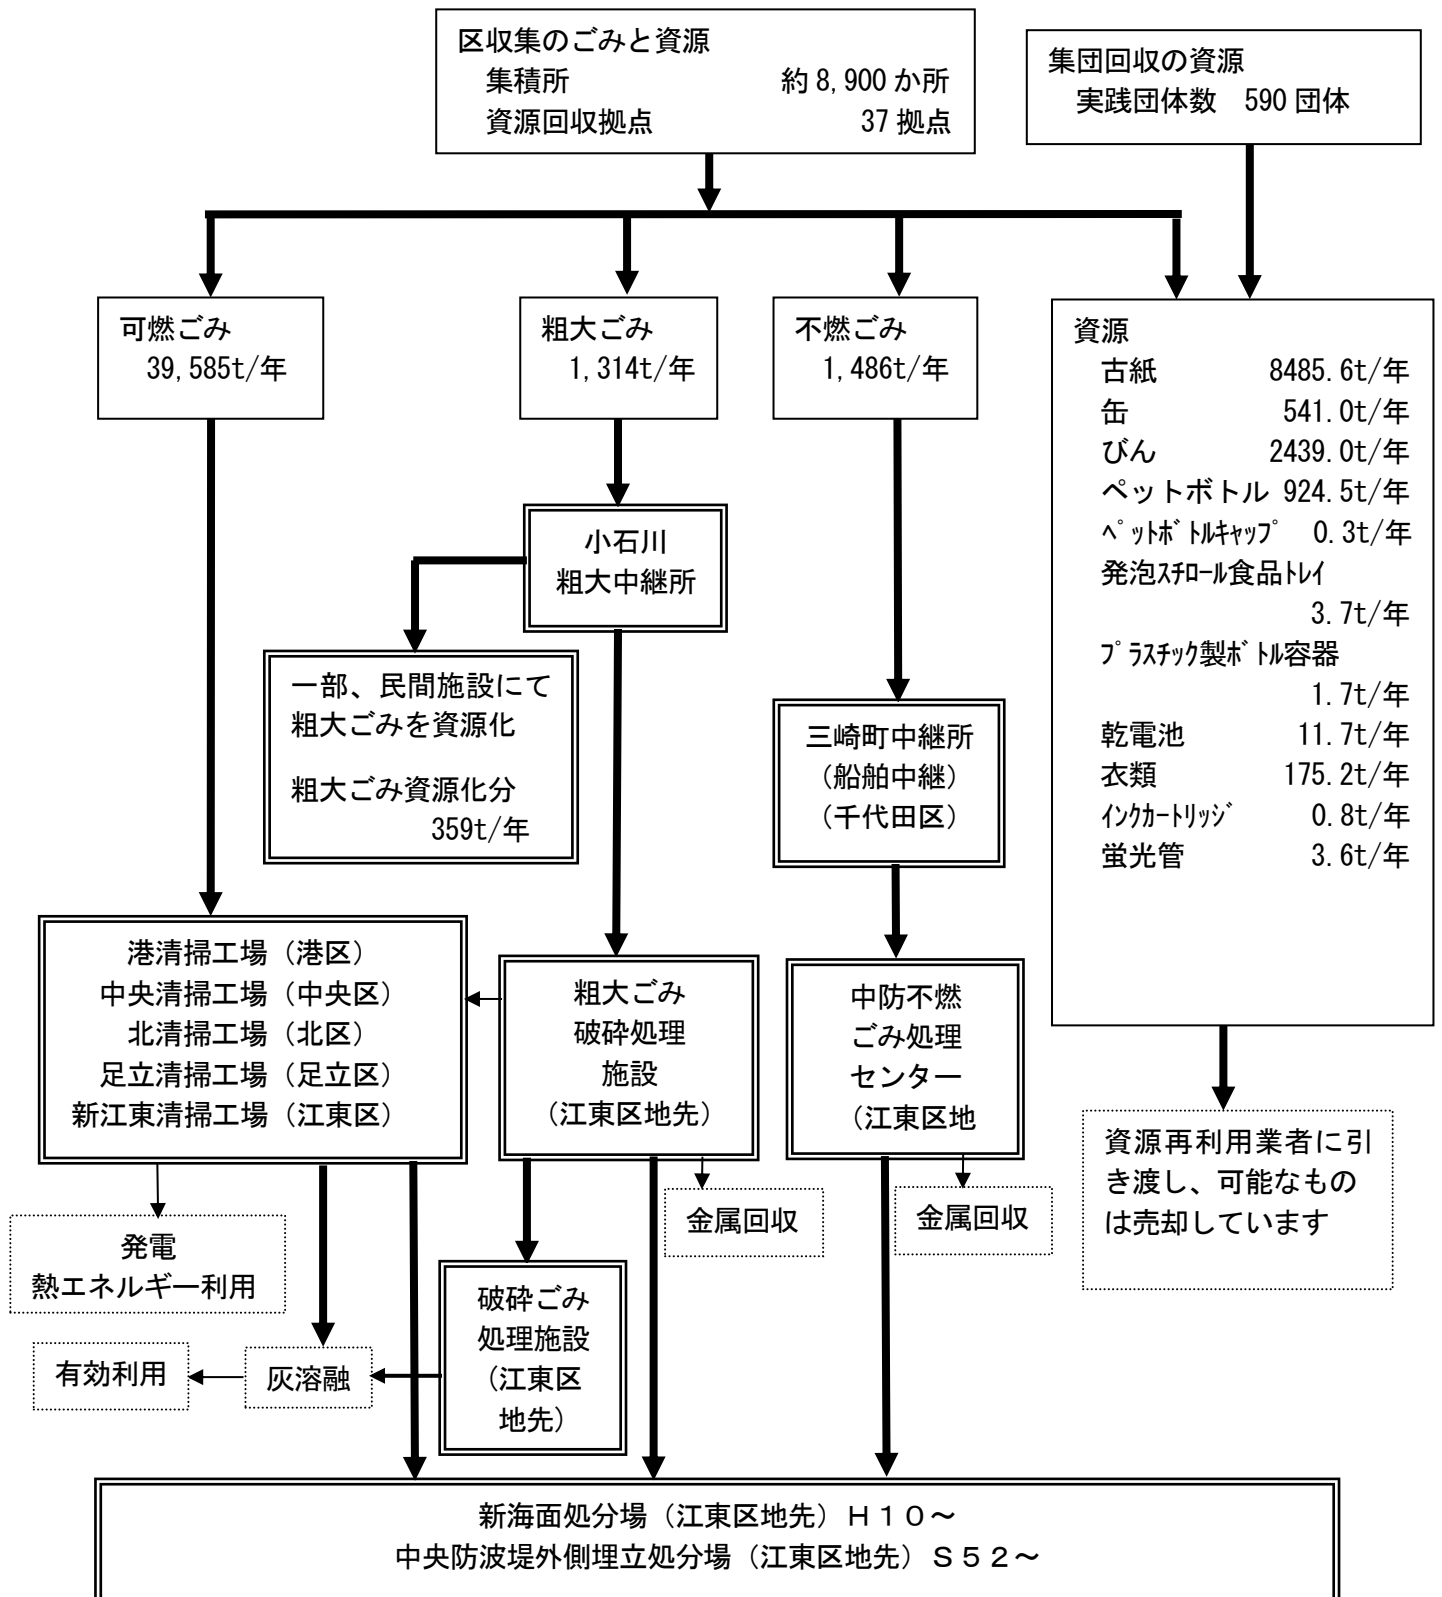 区収集のごみと資源
集積所 約8,900か所
資源回収拠点 37拠点
集団回収の資源
実践団体数 590団体
可燃ごみ
39,585t/年
粗大ごみ
1,314t/年
不燃ごみ
1,486t/年
資源
古紙 8485.6t/年
缶 541.0t/年
びん 2439.0t/年
ペットボトル 924.5t/年
ﾍﾟｯﾄﾎﾞﾄﾙｷｬｯﾌﾟ 0.3t/年
発泡ｽﾁﾛｰﾙ食品ﾄﾚｲ
3.7t/年
ﾌﾟﾗｽﾁｯｸ製ﾎﾞﾄﾙ容器
1.7t/年
乾電池 11.7t/年
衣類 175.2t/年
ｲﾝｸｶｰﾄﾘｯｼﾞ 0.8t/年
蛍光管 3.6t/年
小石川
粗大中継所
一部、民間施設にて
粗大ごみを資源化
粗大ごみ資源化分
359t/年
三崎町中継所
（船舶中継）
（千代田区）
港清掃工場（港区）
中央清掃工場（中央区）
北清掃工場（北区）
足立清掃工場（足立区）
新江東清掃工場（江東区）
粗大ごみ
破砕処理
施設
（江東区地先）
中防不燃
ごみ処理
センター
（江東区地
資源再利用業者に引
き渡し、可能なもの
は売却しています
金属回収
金属回収
発電
熱エネルギー利用
破砕ごみ
処理施設
（江東区
地先）
有効利用
灰溶融
新海面処分場（江東区地先）Ｈ１０～
中央防波堤外側埋立処分場（江東区地先）Ｓ５２～